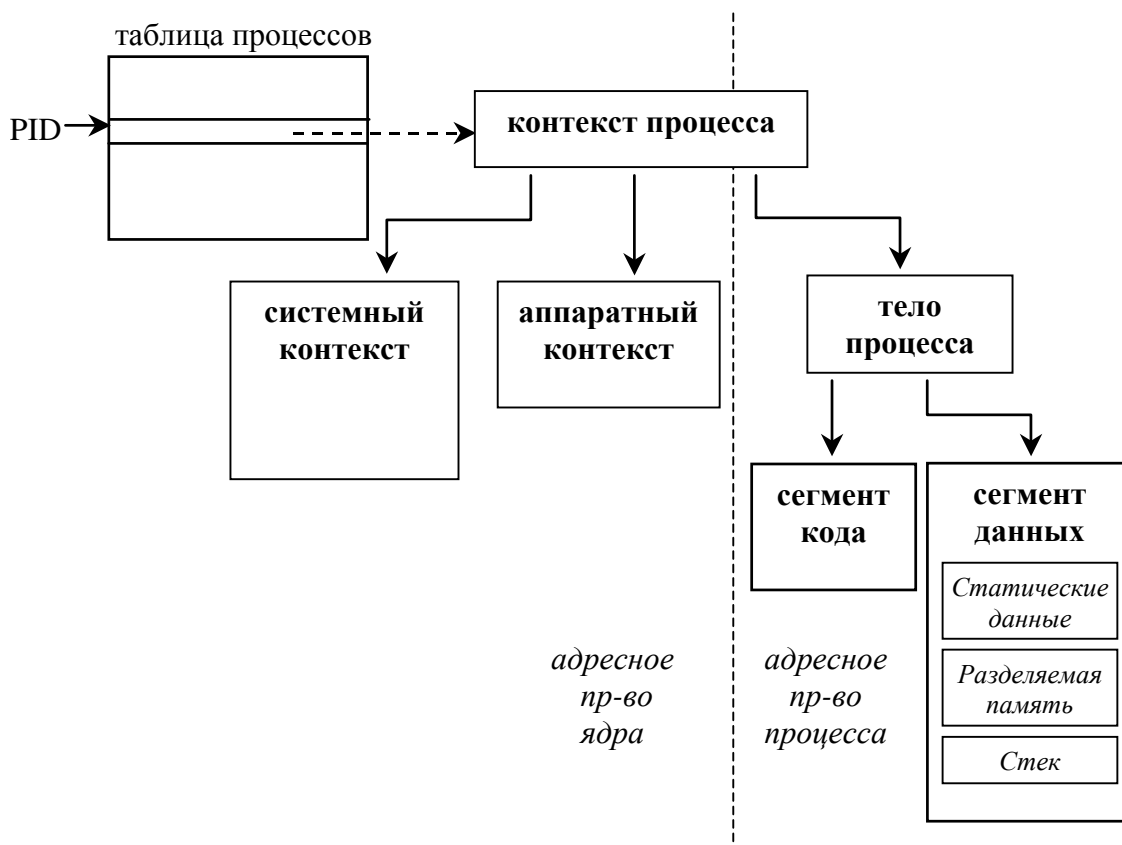 таблица процессов
PID
контекст процесса
системный
контекст
аппаратный
контекст
тело
процесса
сегмент
кода
сегмент
данных
Статические
данные
Разделяемая
память
Стек
адресное
пр-во
ядра
адресное
пр-во
процесса